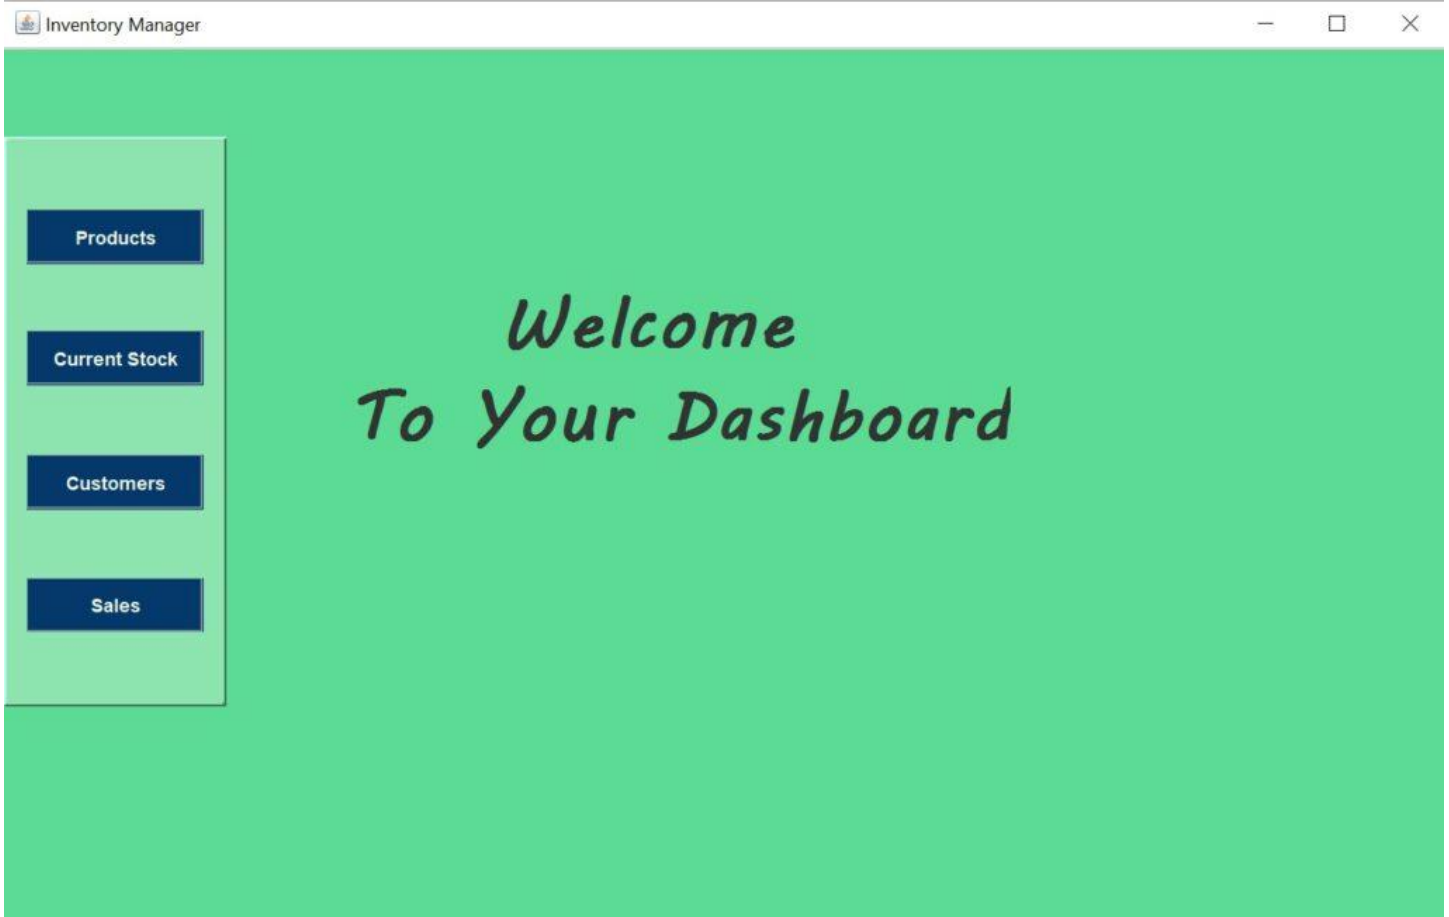 Inventory Manager
Products
Current Stock
Customers
Sales
Welcome
To Your Dashboard